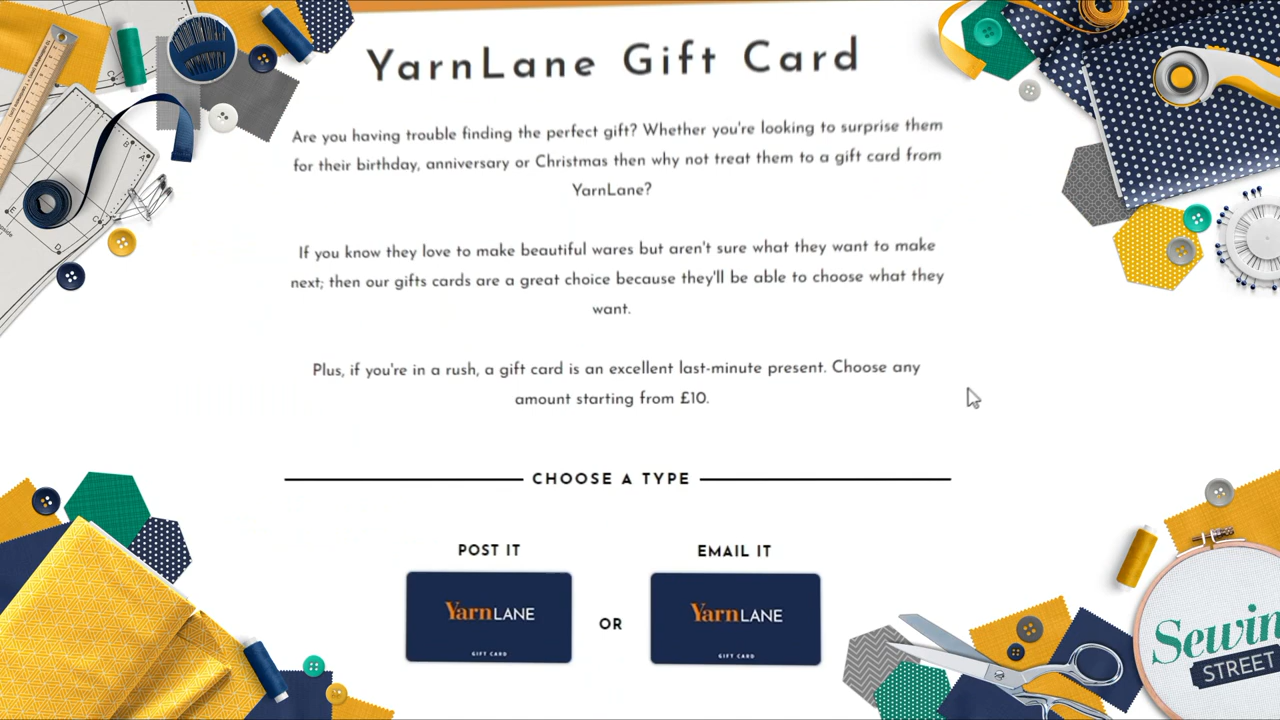 YarnLane Gift Card
Are you having trouble finding the perfect gift? Whether you're looking to surprise them
for their birthday, anniversary or Christmas then why not treat them to a gift card from
YarnLane?
If you know they love to make beautiful wares but aren't sure what they want to make
next; then our gifts cards are a great choice because they'll be able to choose what they
want.
Plus, if you're in a rush, a gift card is an excellent last-minute present. Choose any
amount starting from £10.
CHOOSE A TYPE
POST IT
YarnLANE
GIFT CARD
OR
EMAIL IT
YarnLANE
GIFT CARD
STREET